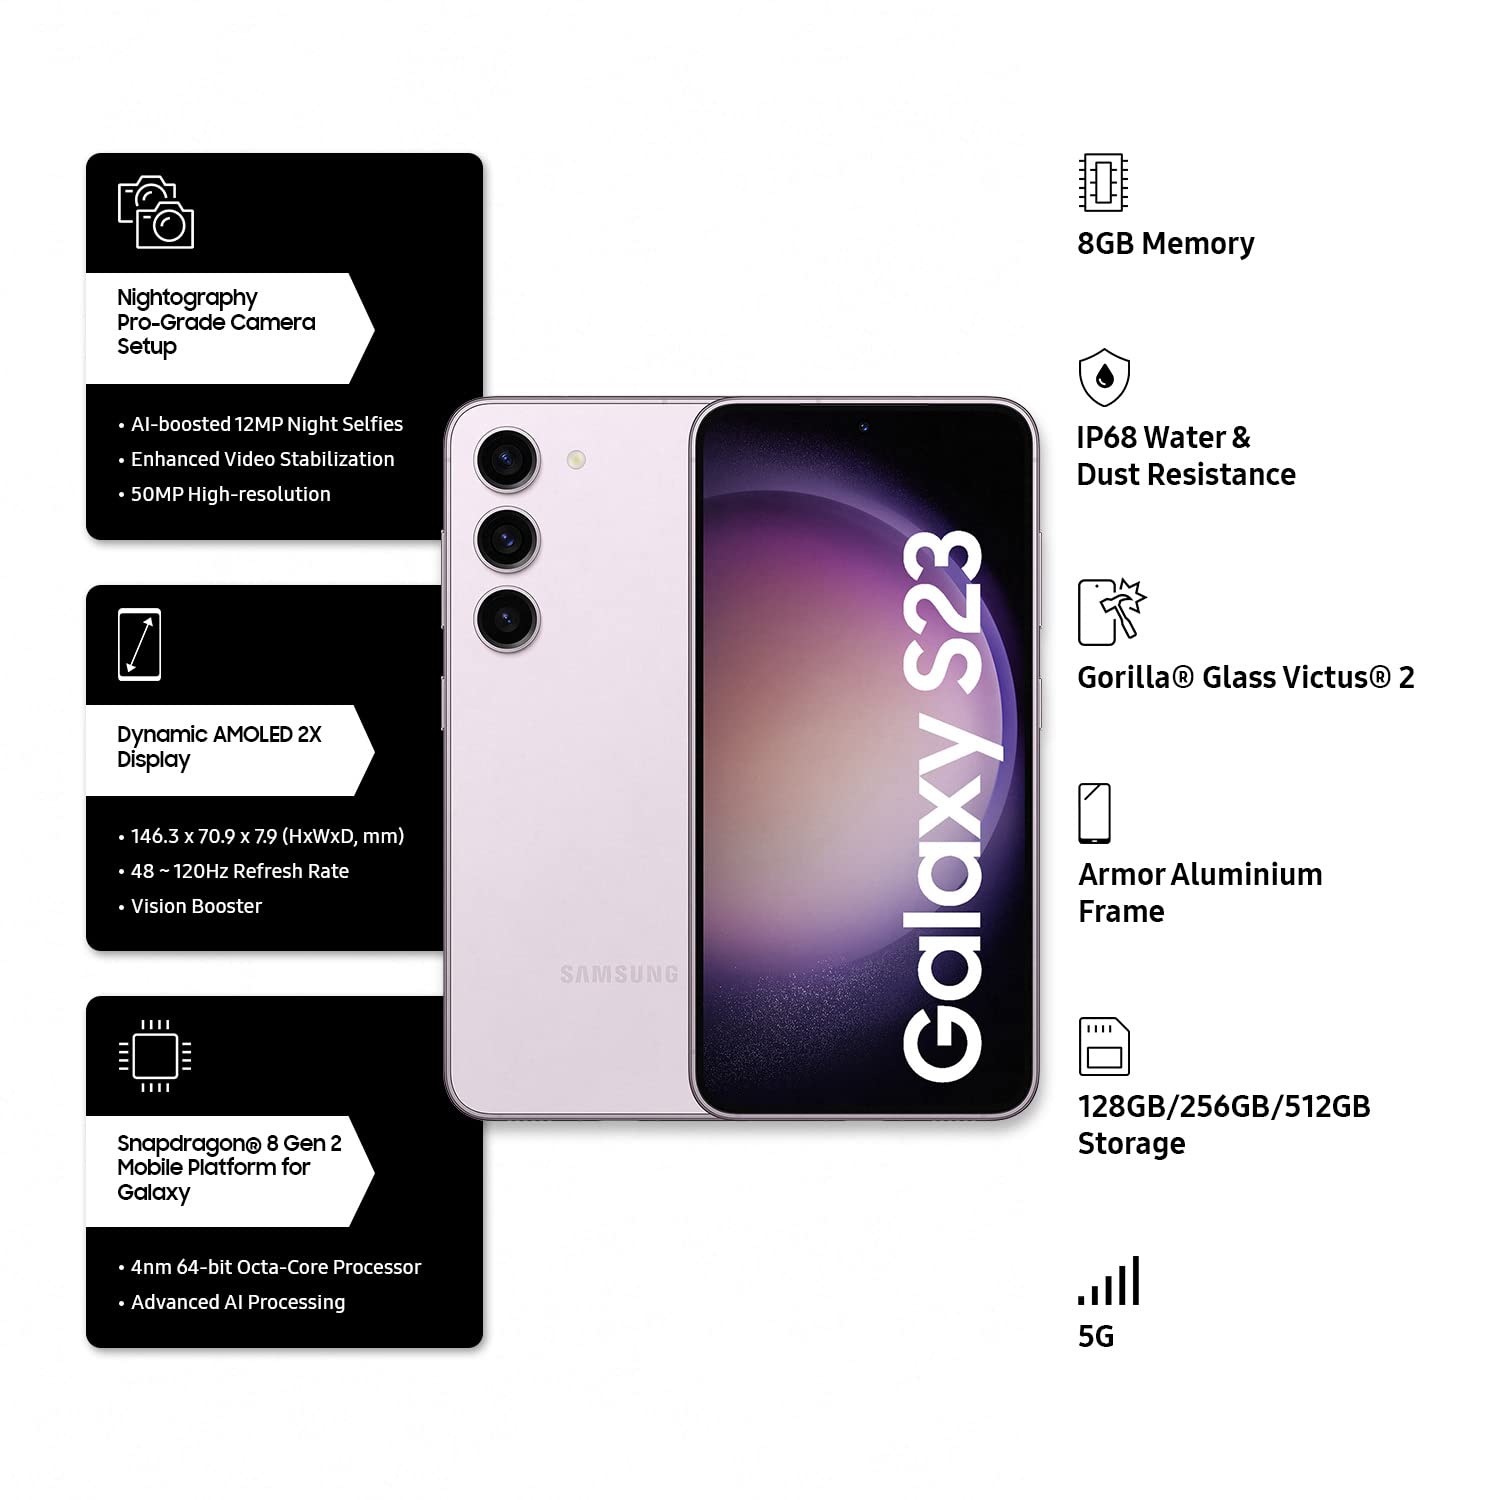 Nightography
Pro-Grade Camera
Setup
• AI-boosted 12MP Night Selfies
• Enhanced Video Stabilization
• 50MP High-resolution
Dynamic AMOLED 2X
Display
• 146.3 x 70.9 x 7.9 (HxWxD, mm)
• 48 ~ 120Hz Refresh Rate
• Vision Booster
Snapdragon® 8 Gen 2
Mobile Platform for
Galaxy
• 4nm 64-bit Octa-Core Processor
• Advanced AI Processing
SAMSUNG
Galaxy S23
8GB Memory
IP68 Water &
Dust Resistance
Gorilla® Glass Victus® 2
Armor Aluminium
Frame
128GB/256GB/512GB
Storage
5G